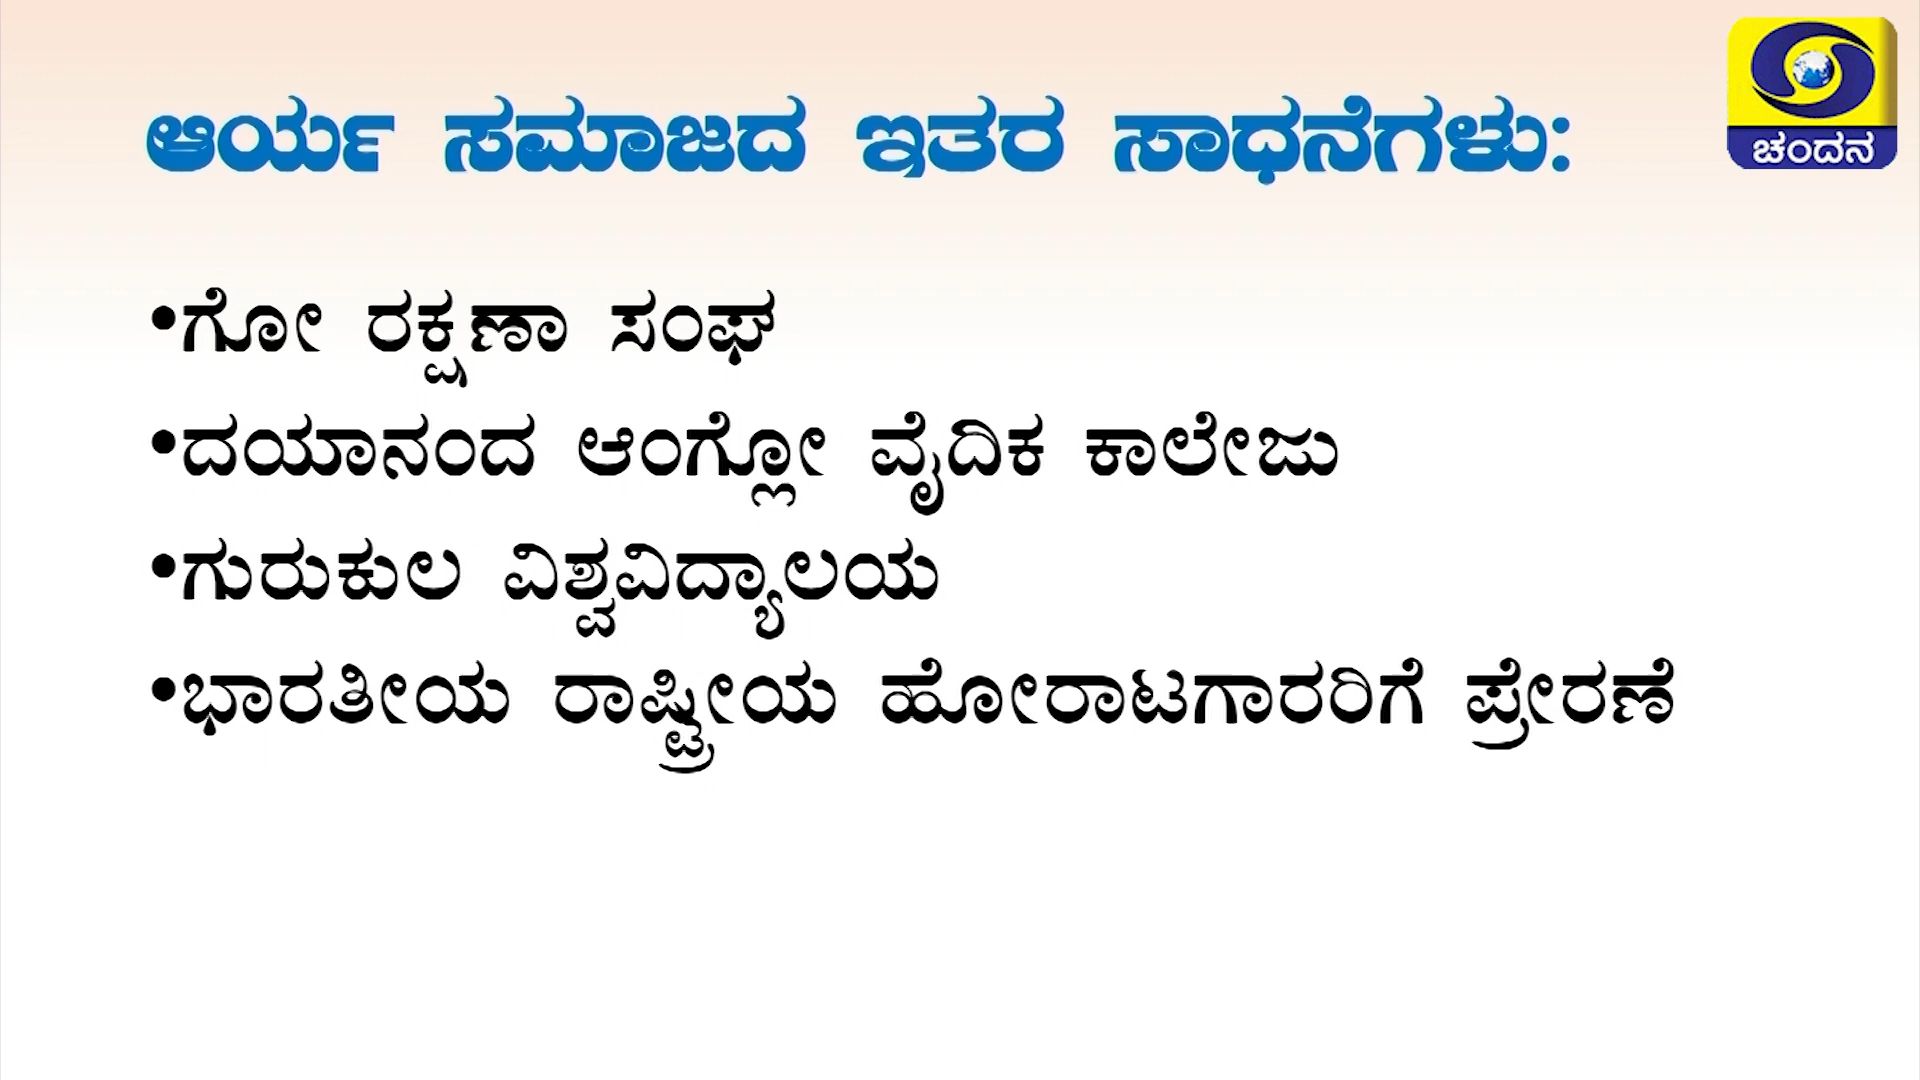 ಆರ್ಯ ಸಮಾಜದ ಇತರ ಸಾಧನೆಗಳು:
ಚಂದನ
•ಗೋ ರಕ್ಷಣಾ ಸಂಘ
•ದಯಾನಂದ ಆಂಗ್ಲೋ ವೈದಿಕ ಕಾಲೇಜು
•ಗುರುಕುಲ ವಿಶ್ವವಿದ್ಯಾಲಯ
•ಭಾರತೀಯ ರಾಷ್ಟ್ರೀಯ ಹೋರಾಟಗಾರರಿಗೆ ಪ್ರೇರಣೆ